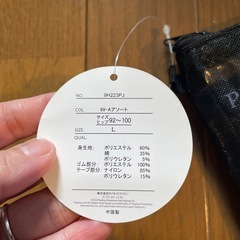 NO. 9H223PJ
COL. 99-Aアソート
サイズ ヒップ 92〜100
SIZE: L
QUAL.
身生地: ポリエステル 60%
綿 35%
ポリウレタン 5%
ゴム部分: ポリエステル 100%
テープ部分: ナイロン 85%
ポリウレタン 15%
中国製
P